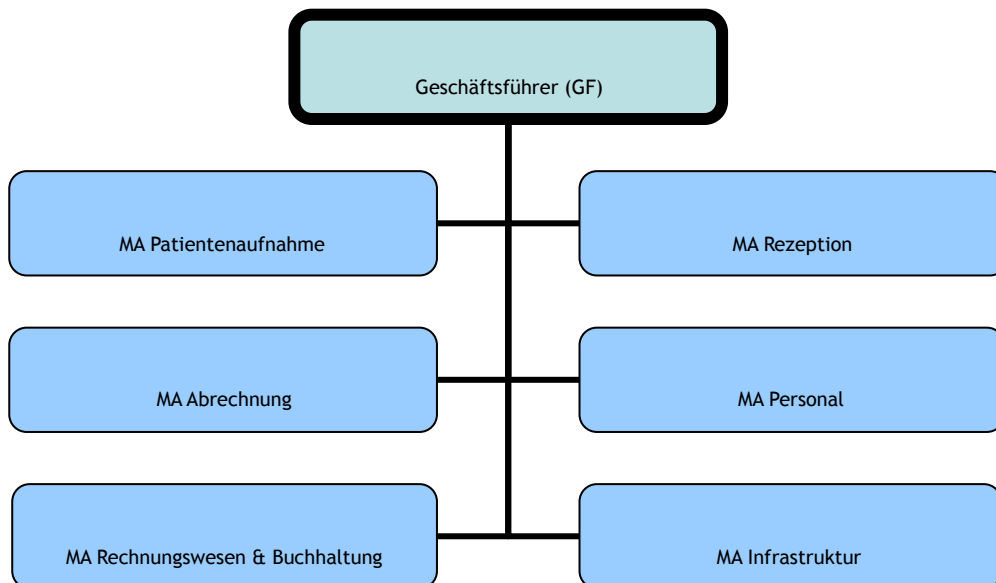 Geschäftsführer (GF)
MA Patientenaufnahme
MA Rezeption
MA Abrechnung
MA Personal
MA Rechnungswesen & Buchhaltung
MA Infrastruktur